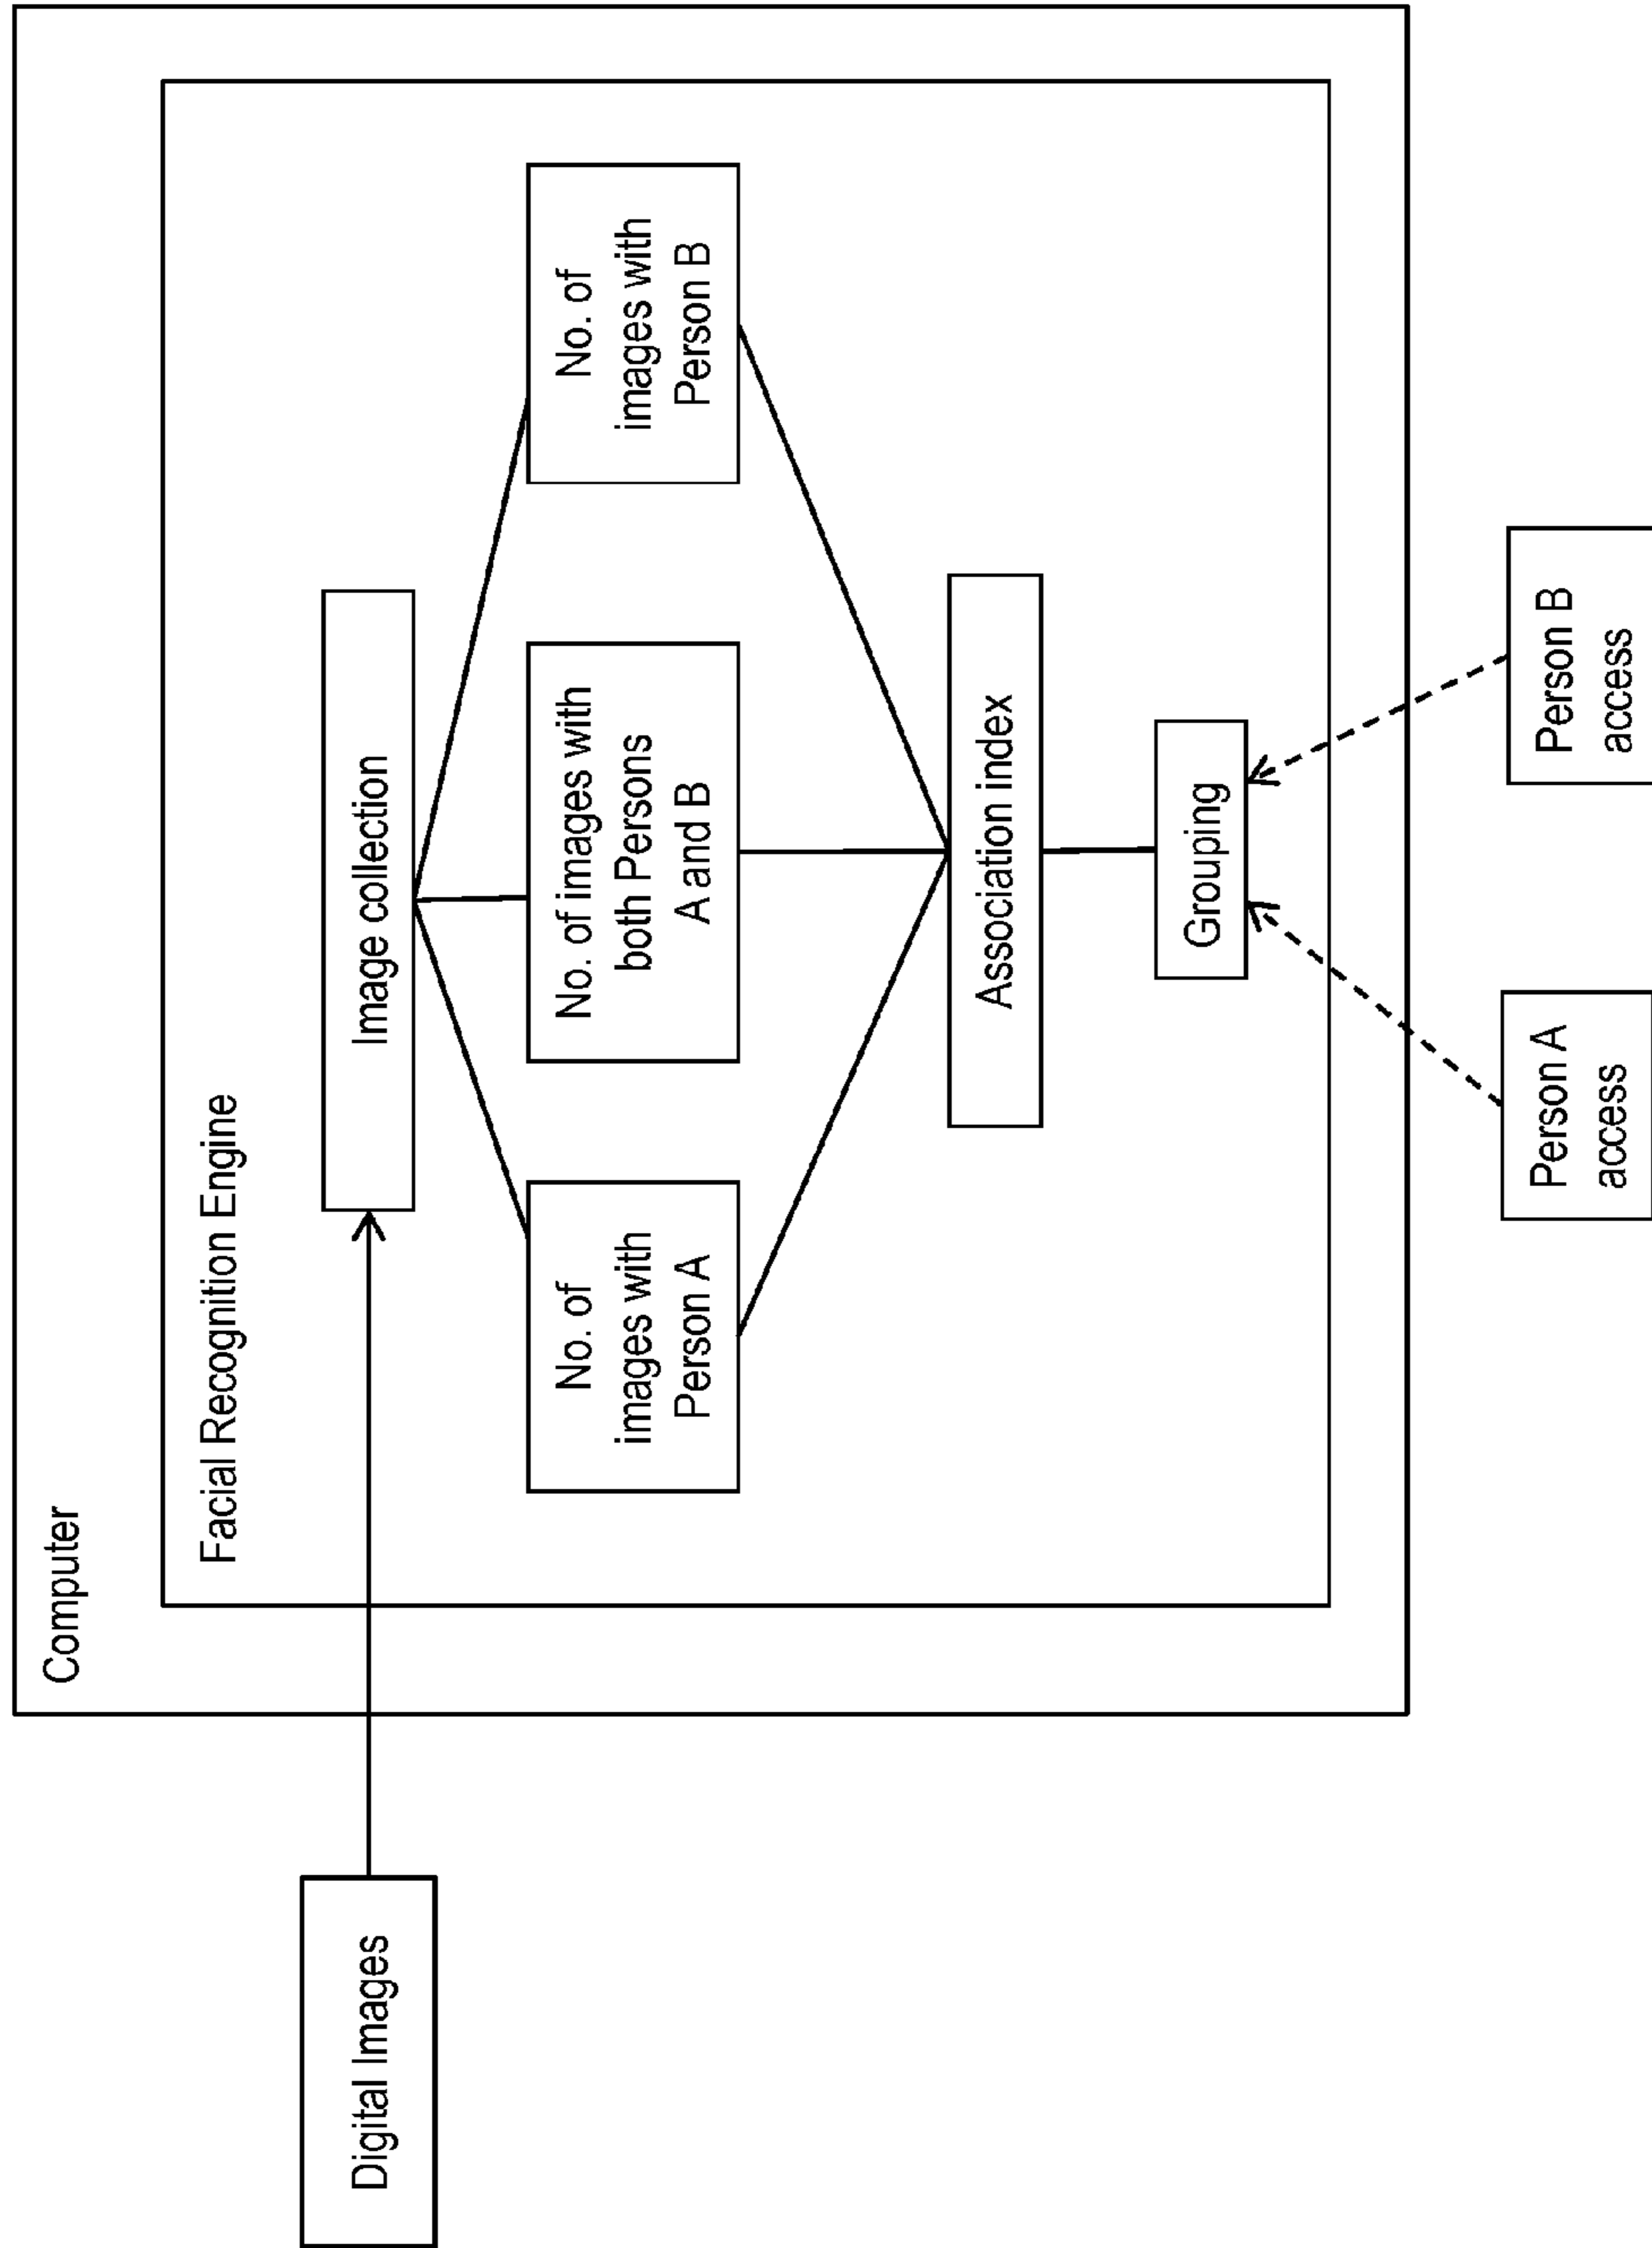 Computer
Facial Recognition Engine
Digital Images
Image collection
No. of
images with
Person A
No. of images with
both Persons
A and B
No. of
images with
Person B
Association index
Grouping
Person A
access
Person B
access